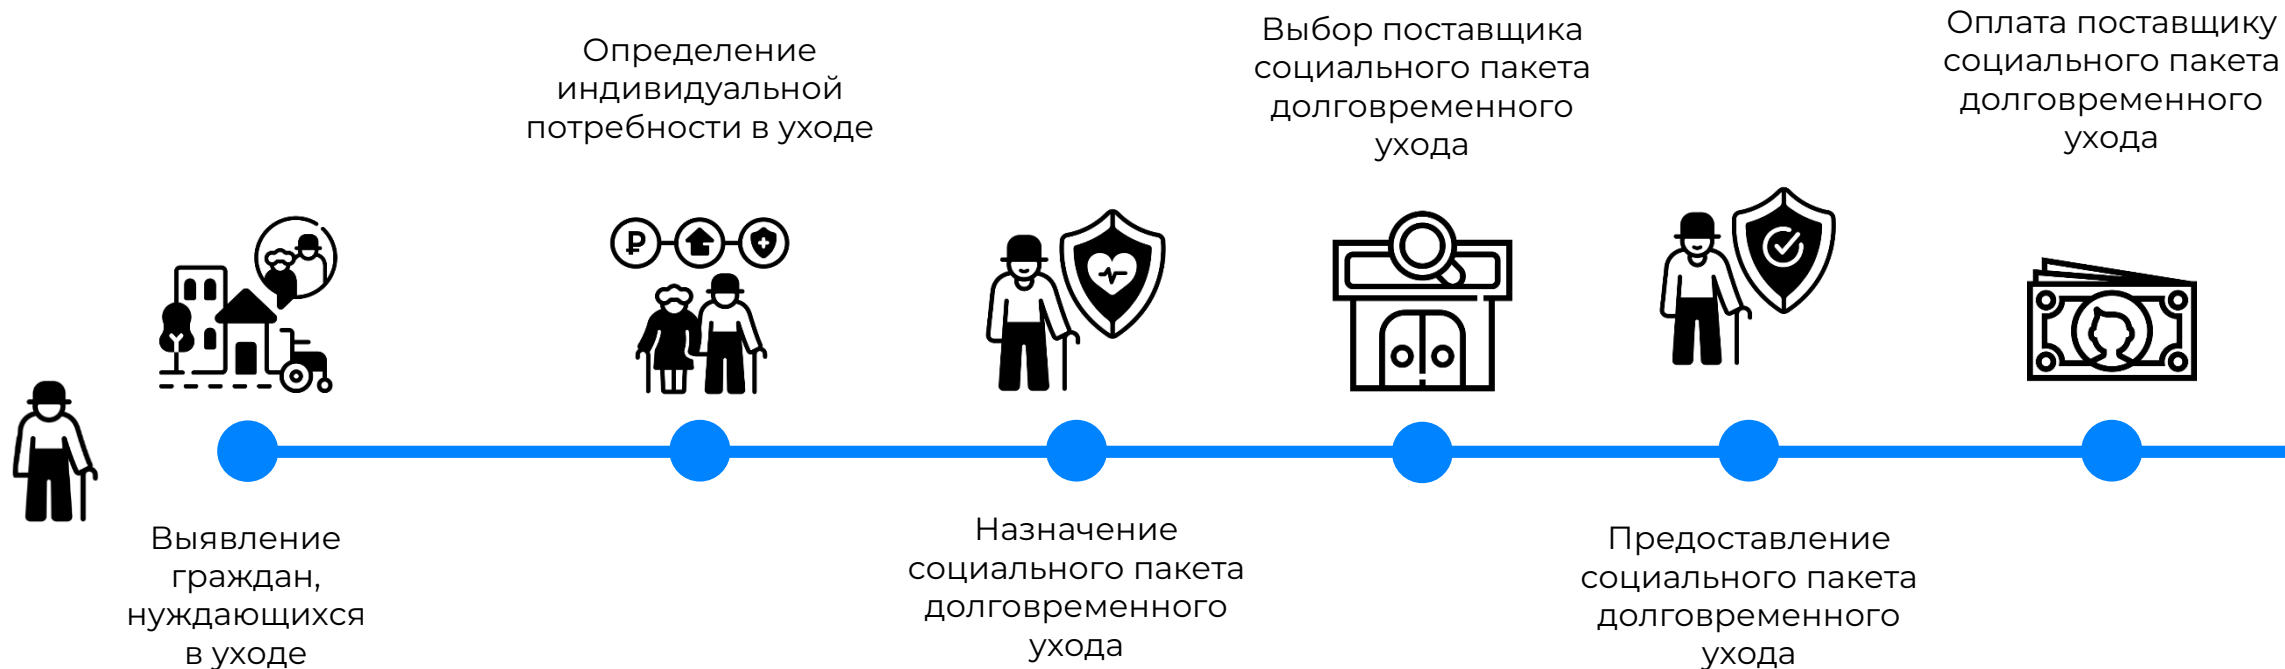 Выявление
граждан,
нуждающихся
в уходе
Определение
индивидуальной
потребности в уходе
Назначение
социального пакета
долговременного
ухода
Выбор поставщика
социального пакета
долговременного
ухода
Предоставление
социального пакета
долговременного
ухода
Оплата поставщику
социального пакета
долговременного
ухода